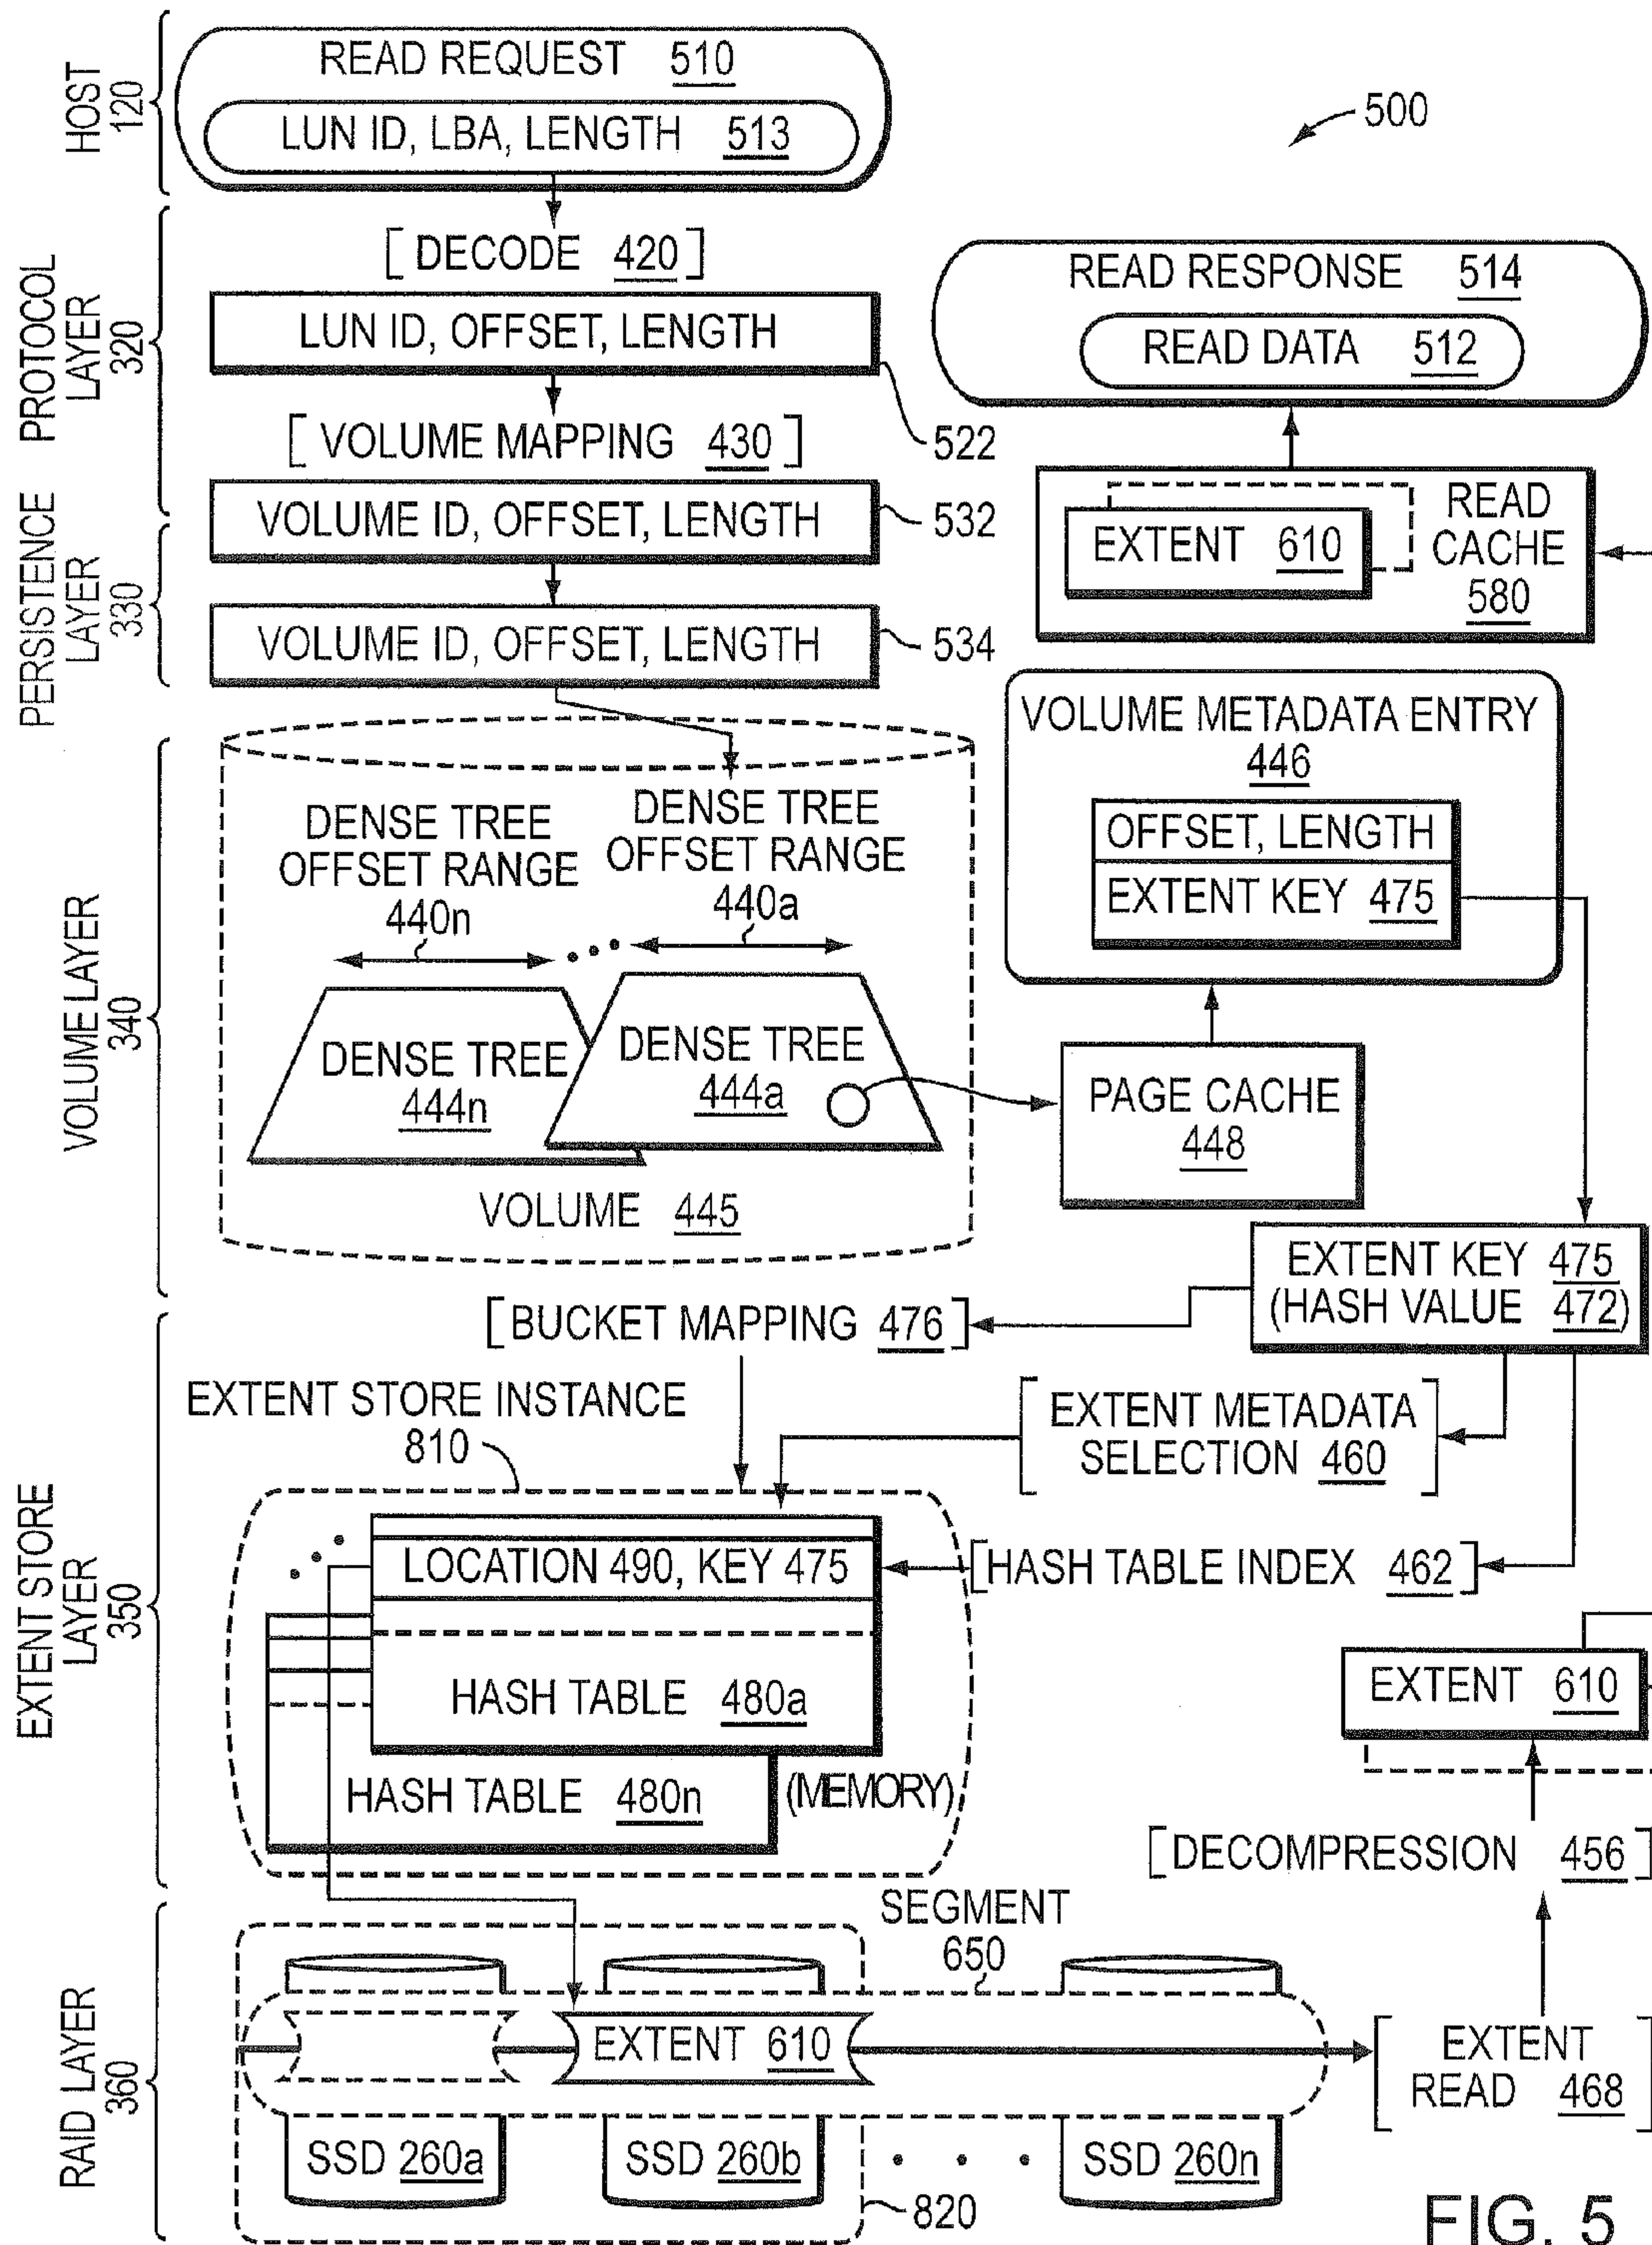 HOST
120
READ REQUEST 510
LUN ID, LBA, LENGTH 513
500
PROTOCOL
LAYER
320
[ DECODE 420 ]
LUN ID, OFFSET, LENGTH
522
[ VOLUME MAPPING 430 ]
VOLUME ID, OFFSET, LENGTH
532
PERSISTENCE
LAYER
330
VOLUME ID, OFFSET, LENGTH
534
READ RESPONSE 514
READ DATA 512
READ
CACHE
580
EXTENT 610
VOLUME METADATA ENTRY
446
OFFSET, LENGTH
EXTENT KEY 475
VOLUME LAYER
340
DENSE TREE
OFFSET RANGE
440n
DENSE TREE
OFFSET RANGE
440a
DENSE TREE
444n
DENSE TREE
444a
VOLUME 445
PAGE CACHE
448
EXTENT KEY 475
(HASH VALUE 472)
[BUCKET MAPPING 476]
EXTENT STORE
LAYER
350
EXTENT STORE INSTANCE
810
[EXTENT METADATA
SELECTION 460]
LOCATION 490, KEY 475
[HASH TABLE INDEX 462]
HASH TABLE 480a
HASH TABLE 480n
(MEMORY)
EXTENT 610
[DECOMPRESSION 456]
RAID LAYER
360
SEGMENT
650
EXTENT 610
[EXTENT
READ 468]
SSD 260a
SSD 260b
. . .
SSD 260n
820
FIG. 5